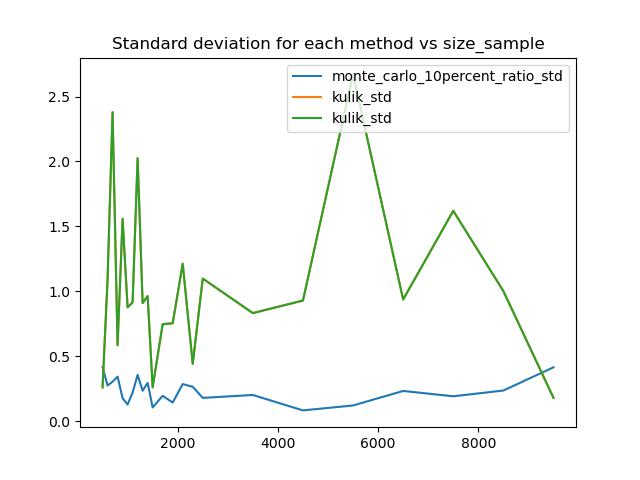 Standard deviation for each method vs size_sample
monte_carlo_10percent_ratio_std
kulik_std
kulik_std
2.5
2.0
1.5
1.0
0.5
0.0
2000 4000 6000 8000